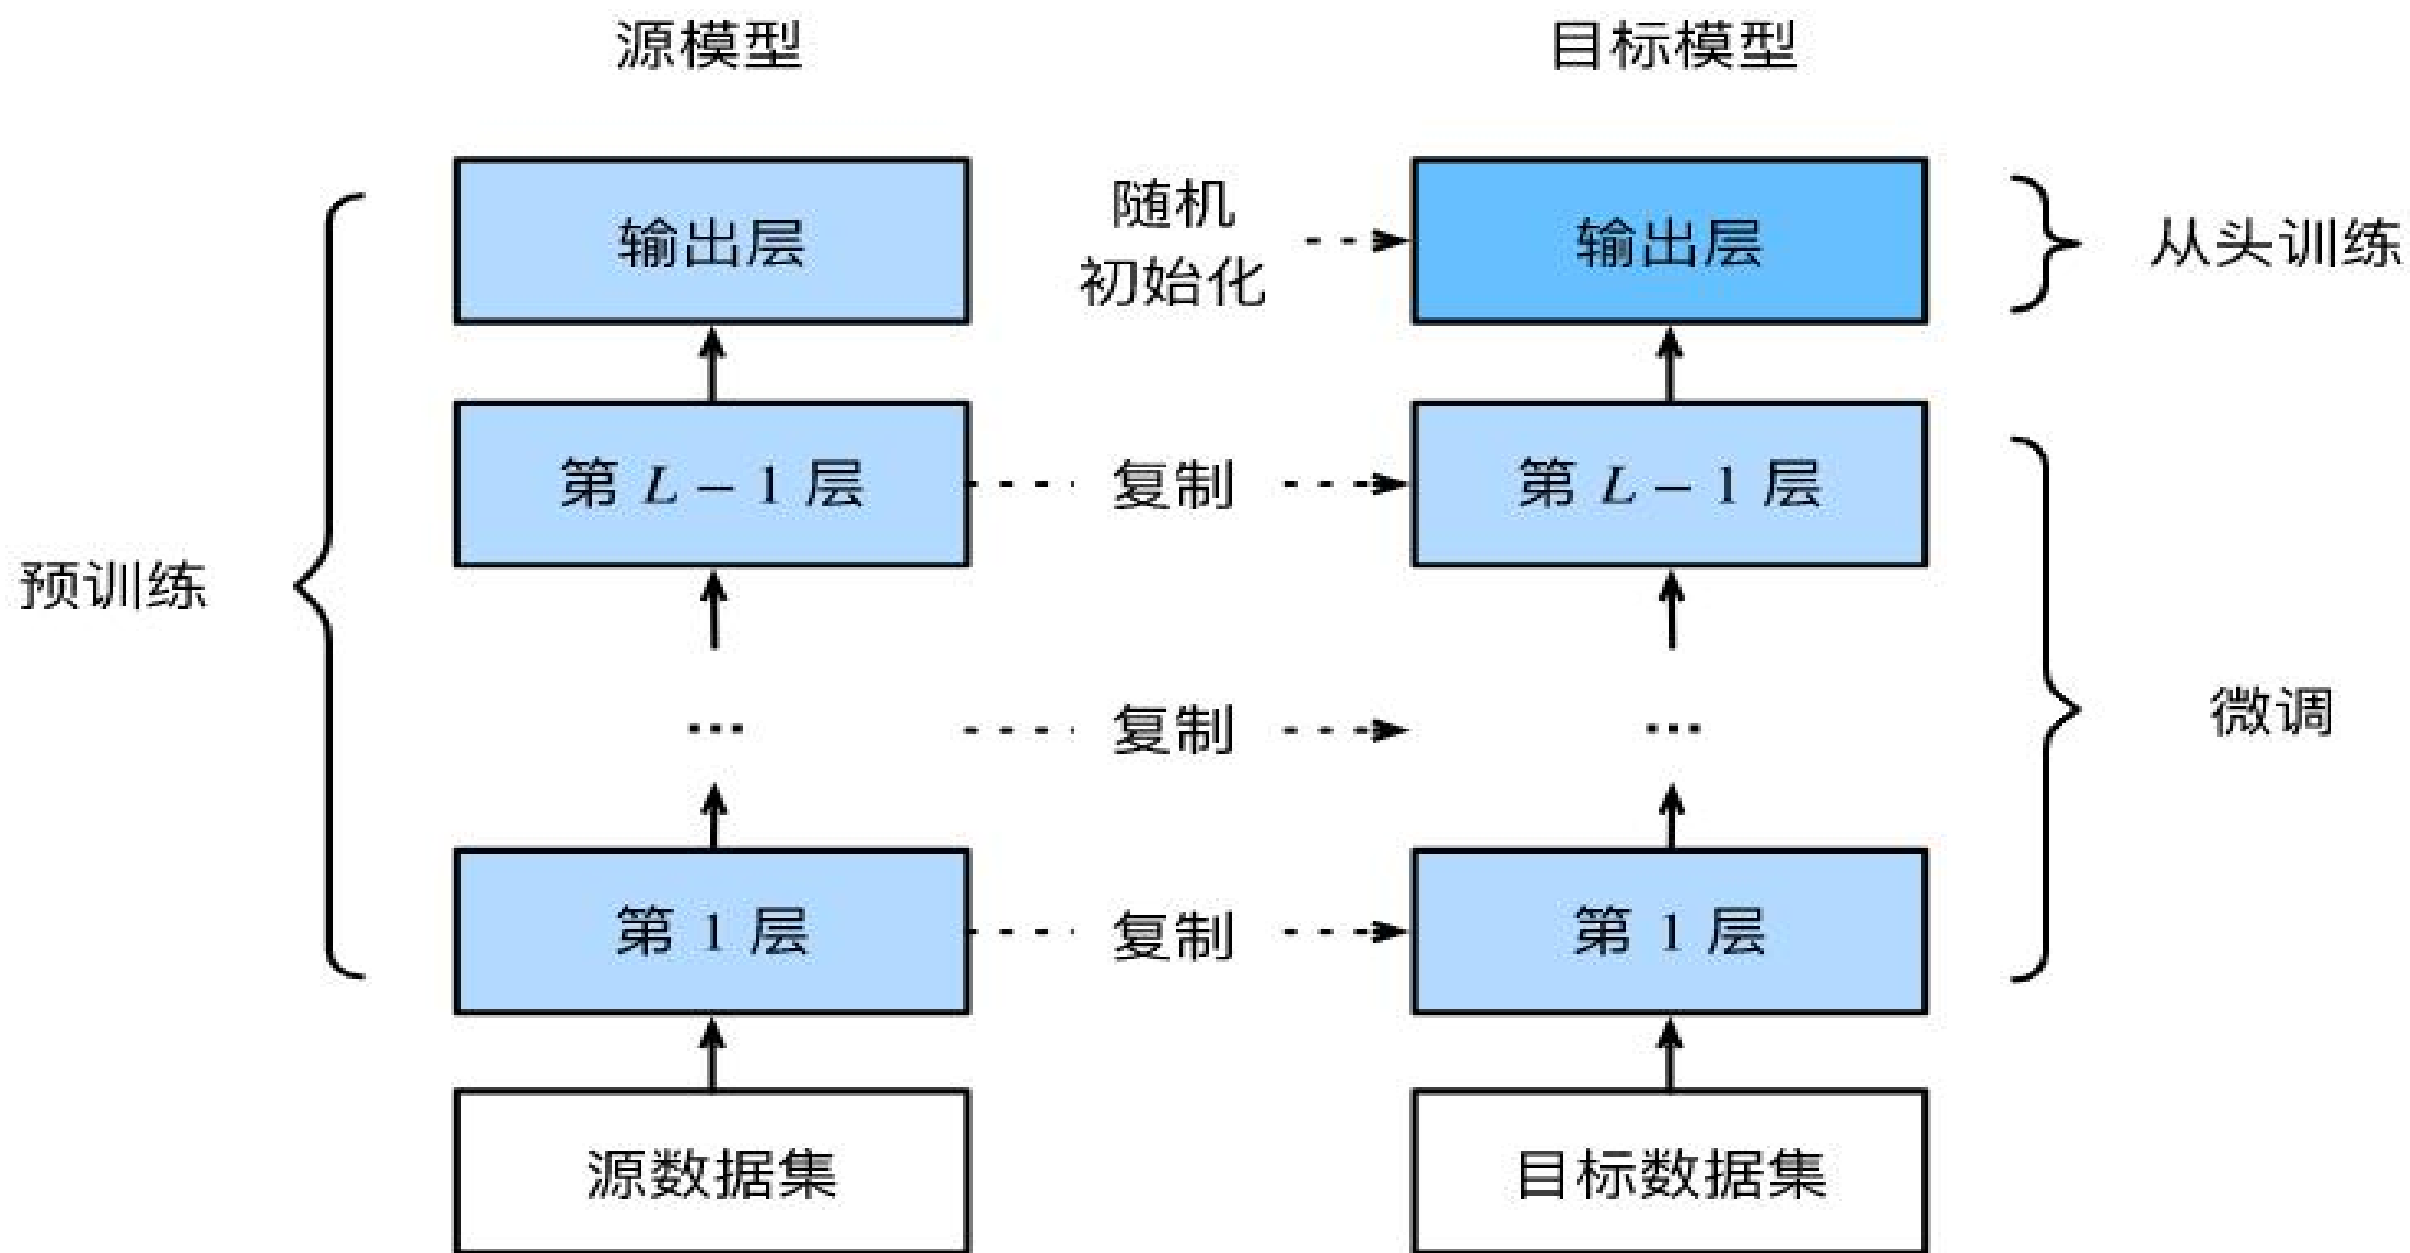 源模型
目标模型
输出层
随机
初始化
输出层
从头训练
第 L – 1 层
复制
第 L – 1 层
预训练
...
复制
...
微调
第 1 层
复制
第 1 层
源数据集
目标数据集